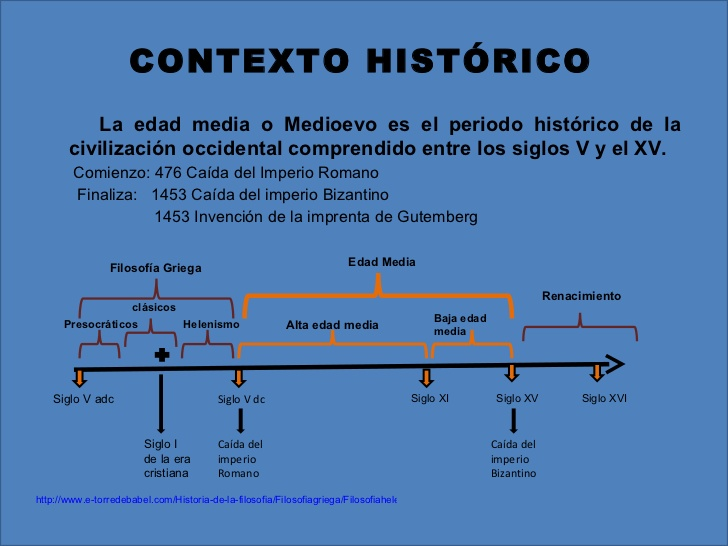 CONTEXTO HISTÓRICO
La edad media o Medioevo es el periodo histórico de la
civilización occidental comprendido entre los siglos V y el XV.
Comienzo: 476 Caída del Imperio Romano
Finaliza: 1453 Caída del imperio Bizantino
1453 Invención de la imprenta de Gutemberg
Edad Media
Filosofía Griega
Renacimiento
clásicos
Presocráticos
Helenismo
Alta edad media
Baja edad
media
Siglo V adc
Siglo V dc
Siglo XI
Siglo XV
Siglo XVI
Siglo I
de la era
cristiana
Caída del
imperio
Romano
Caída del
imperio
Bizantino
http://www.e-torredebabel.com/Historia-de-la-filosofia/Filosofiagriega/Filosofiahele